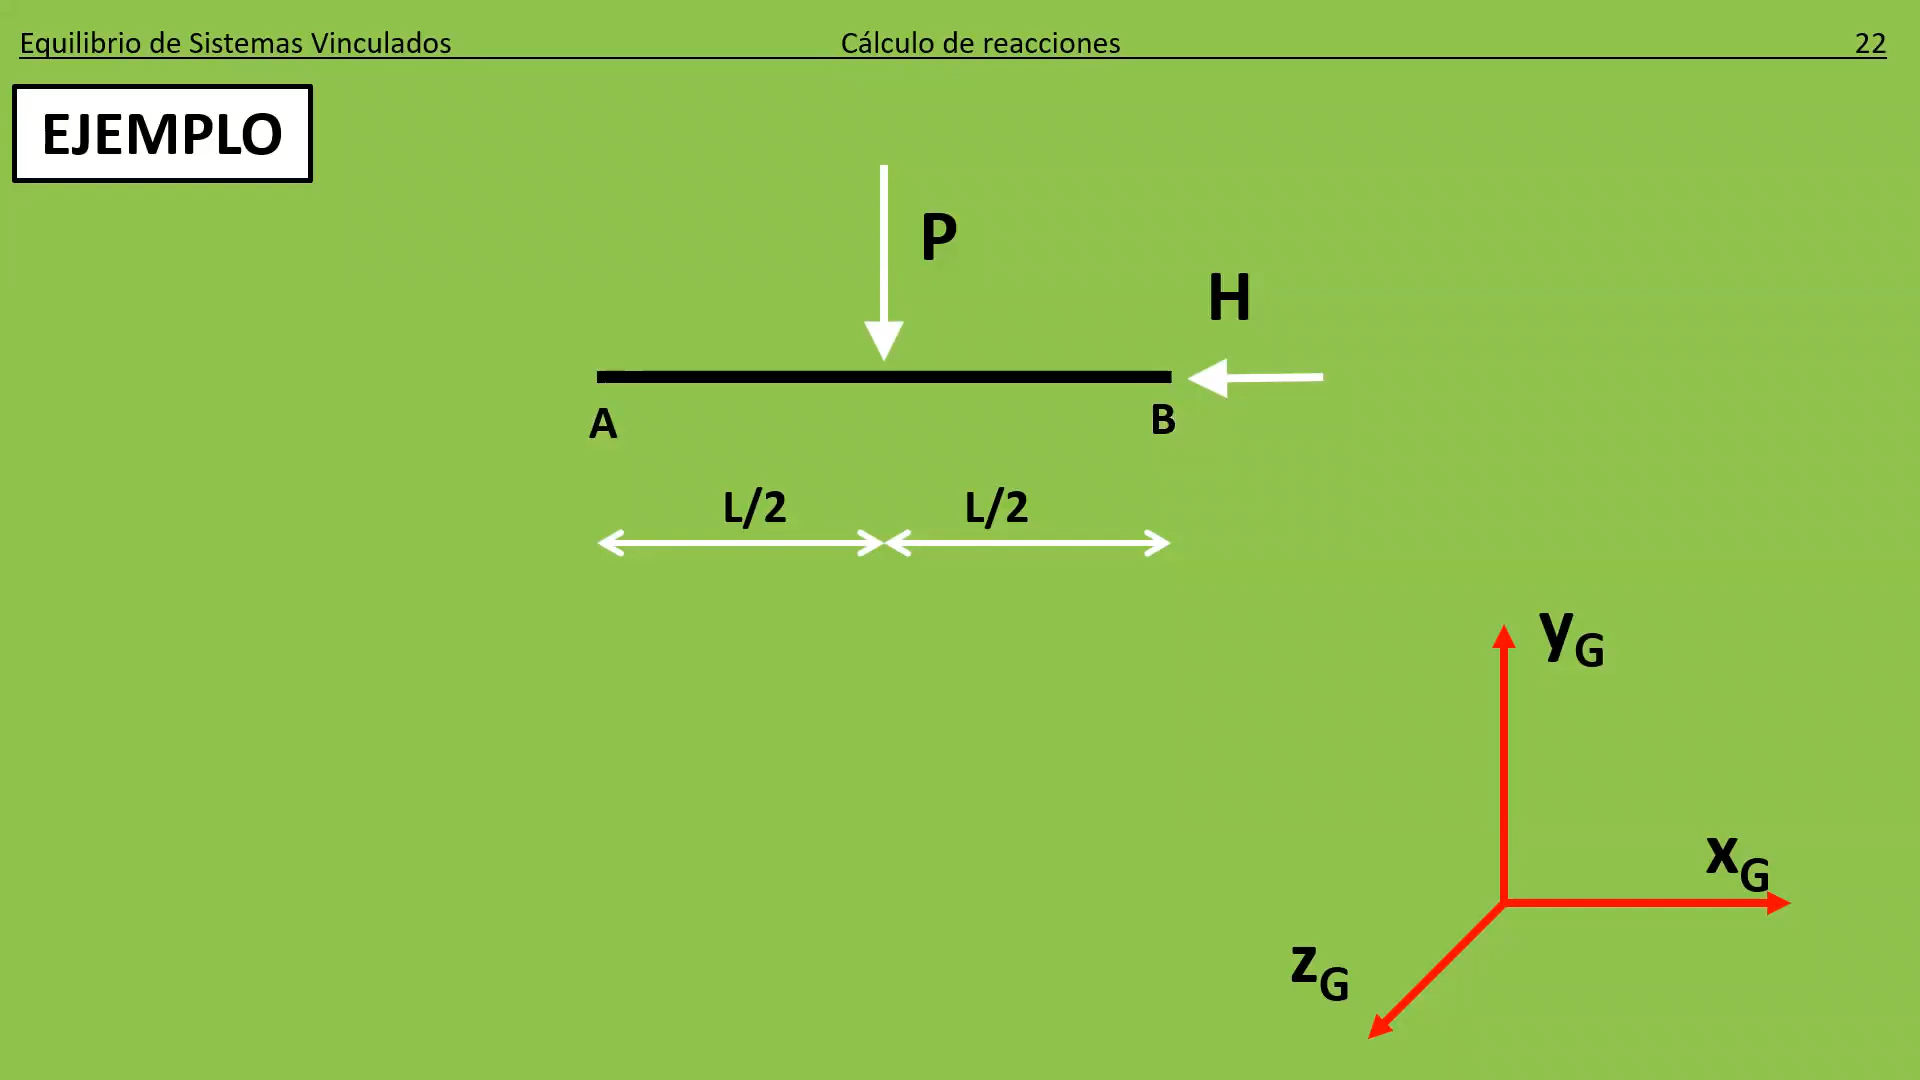 Equilibrio de Sistemas Vinculados Cálculo de reacciones 22
EJEMPLO
P
H
A B
L/2 L/2
yG
xG
zG